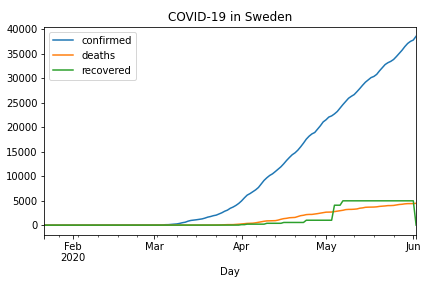 COVID-19 in Sweden
40000
35000
30000
25000
20000
15000
10000
5000
0
confirmed
deaths
recovered
Feb
2020
Mar
Apr
May
Jun
Day